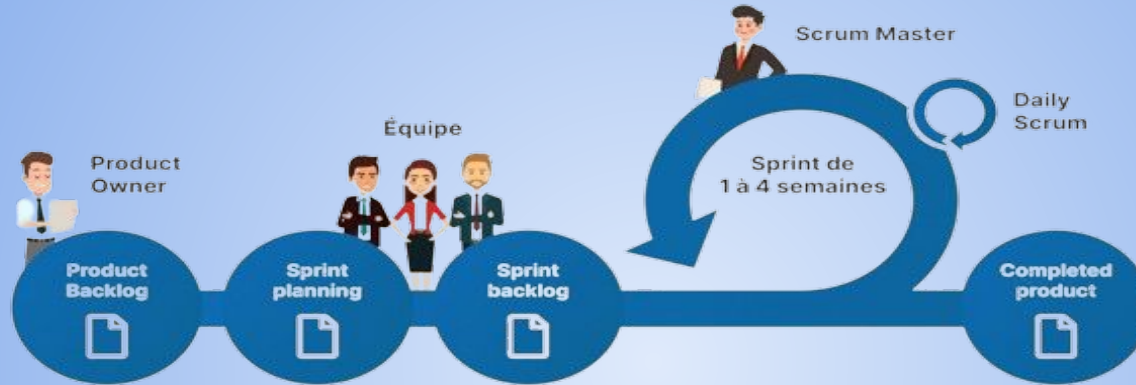 Scrum Master
Daily
Scrum
Équipe
Product
Owner
Sprint de
1 à 4 semaines
Product
Backlog
Sprint
planning
Sprint
backlog
Completed
product